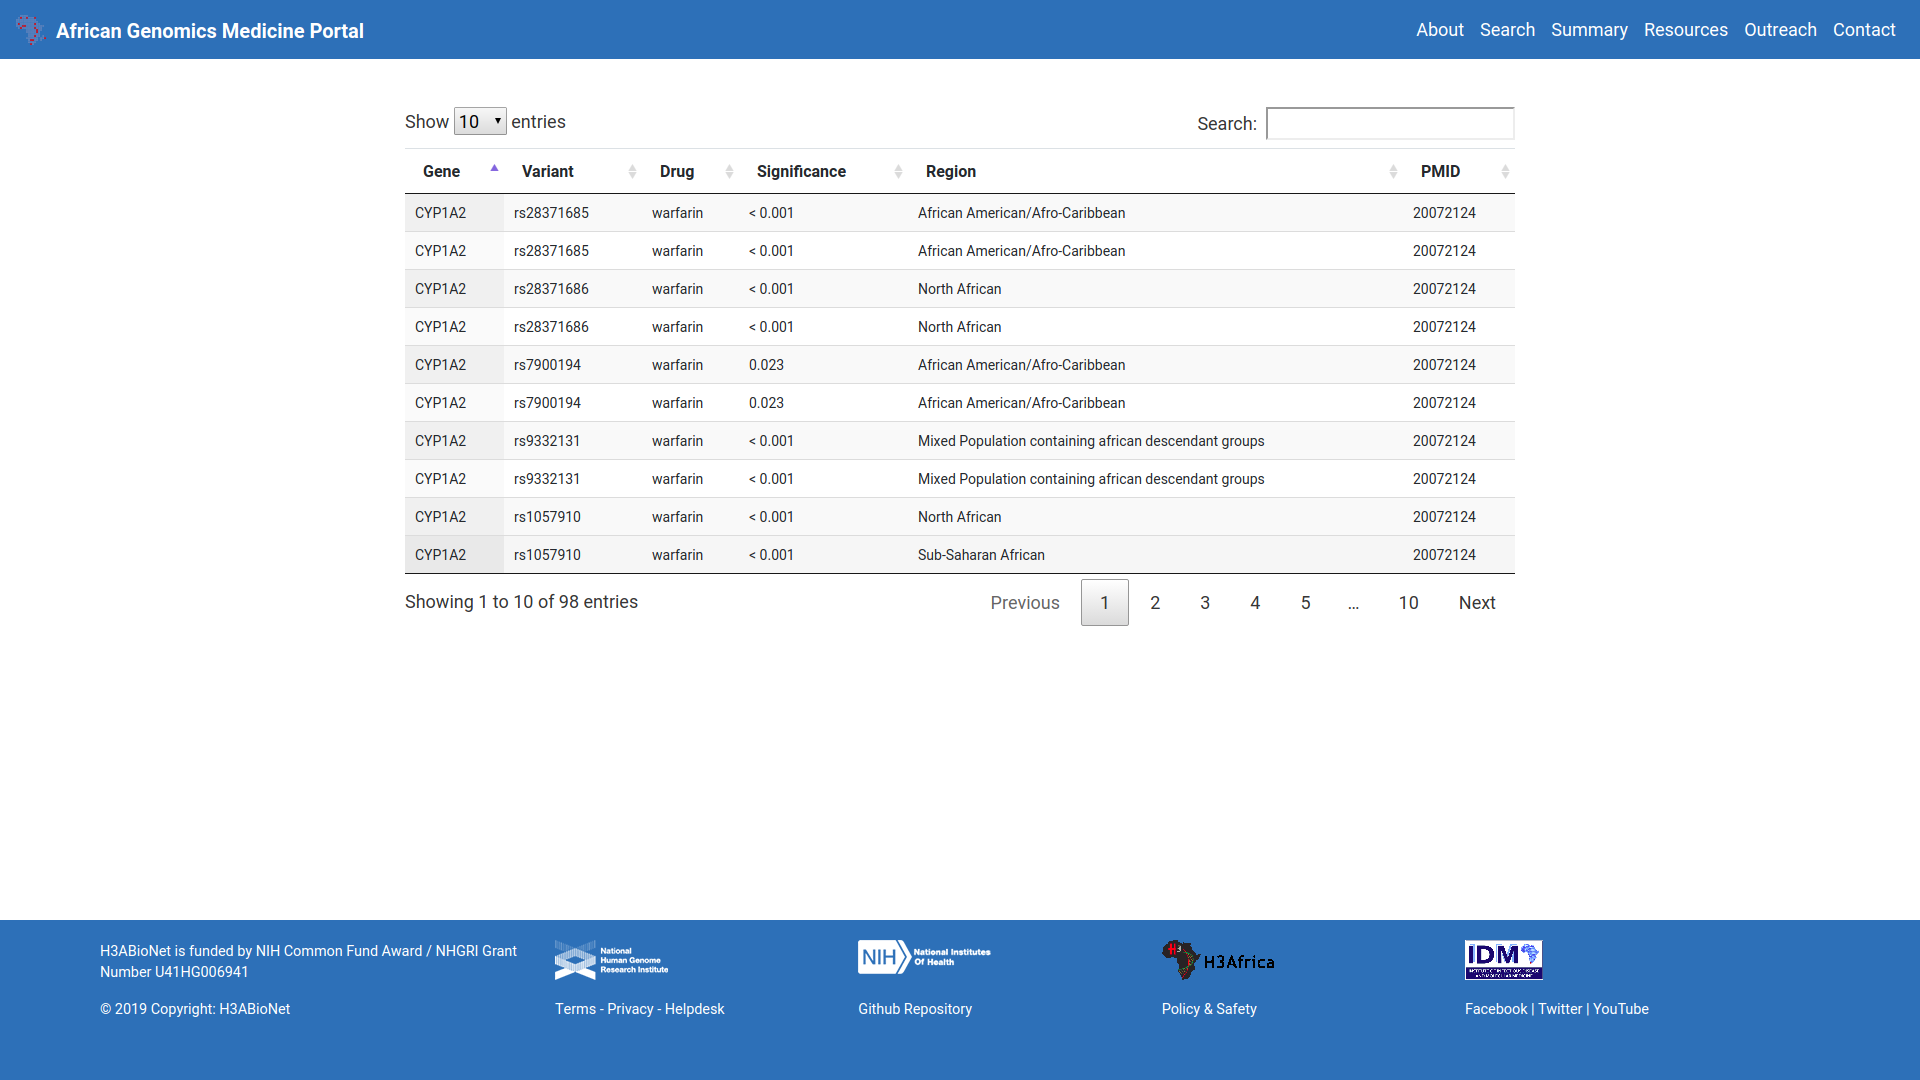 African Genomics Medicine Portal
About Search Summary Resources Outreach Contact
Show 10 entries
Search:
Gene Variant Drug Significance Region PMID
CYP1A2 rs28371685 warfarin < 0.001 African American/Afro-Caribbean 20072124
CYP1A2 rs28371685 warfarin < 0.001 African American/Afro-Caribbean 20072124
CYP1A2 rs28371686 warfarin < 0.001 North African 20072124
CYP1A2 rs28371686 warfarin < 0.001 North African 20072124
CYP1A2 rs7900194 warfarin 0.023 African American/Afro-Caribbean 20072124
CYP1A2 rs7900194 warfarin 0.023 African American/Afro-Caribbean 20072124
CYP1A2 rs9332131 warfarin < 0.001 Mixed Population containing african descendant groups 20072124
CYP1A2 rs9332131 warfarin < 0.001 Mixed Population containing african descendant groups 20072124
CYP1A2 rs1057910 warfarin < 0.001 North African 20072124
CYP1A2 rs1057910 warfarin < 0.001 Sub-Saharan African 20072124
Showing 1 to 10 of 98 entries
Previous 1 2 3 4 5 … 10 Next
H3ABioNet is funded by NIH Common Fund Award / NHGRI Grant
Number U41HG006941
© 2019 Copyright: H3ABioNet
National
Human Genome
Research Institute
Terms - Privacy - Helpdesk
NIH National Institutes
Of Health
Github Repository
H3 H3Africa
Policy & Safety
IDM
INSTITUTE OF INFECTIOUS DISEASE
AND MOLECULAR MEDICINE
Facebook | Twitter | YouTube